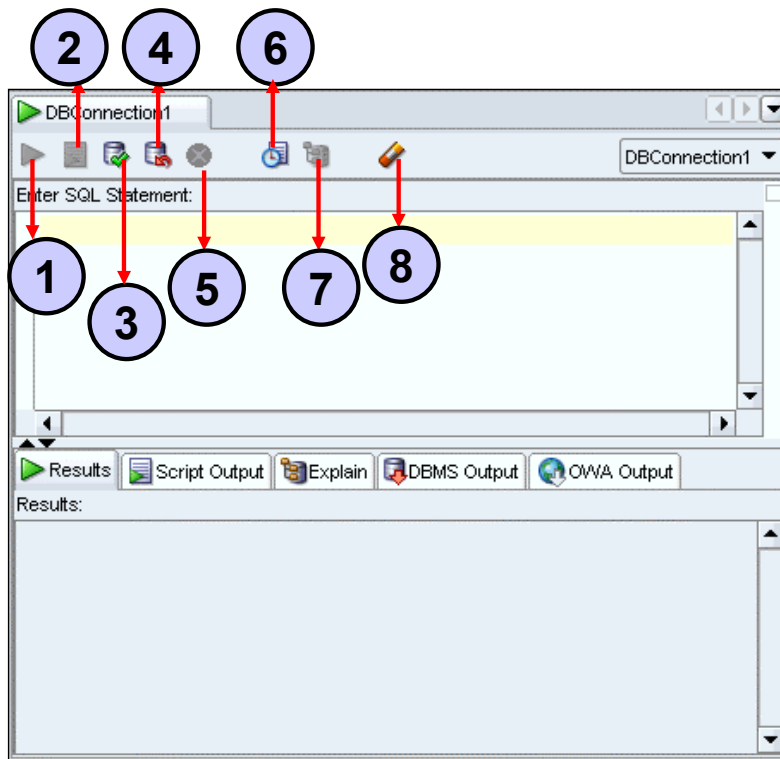 2 4 6
DBConnection1
DBConnection1
Enter SQL Statement:
1 3 5 7 8
Results Script Output Explain DBMS Output OWA Output
Results: